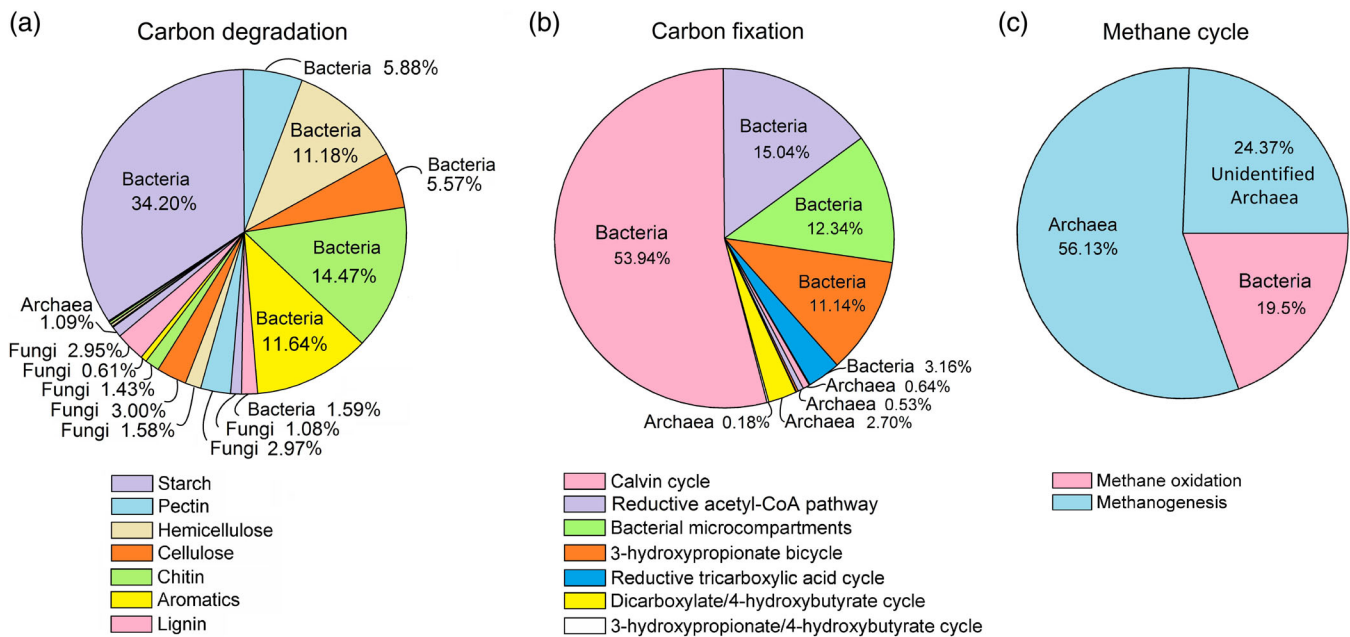 (a)
Carbon degradation
Bacteria 5.88%
Bacteria
11.18%
Bacteria
5.57%
Bacteria
34.20%
Bacteria
14.47%
Bacteria
11.64%
Archaea
1.09%
Fungi 2.95%
Fungi 0.61%
Fungi 1.43%
Fungi 3.00%
Fungi 1.58%
Bacteria 1.59%
Fungi 1.08%
Fungi 2.97%
Starch
Pectin
Hemicellulose
Cellulose
Chitin
Aromatics
Lignin
(b)
Carbon fixation
Bacteria
15.04%
Bacteria
12.34%
Bacteria
53.94%
Bacteria
11.14%
Bacteria 3.16%
Archaea 0.64%
Archaea 0.53%
Archaea 0.18%
Archaea 2.70%
Calvin cycle
Reductive acetyl-CoA pathway
Bacterial microcompartments
3-hydroxypropionate bicycle
Reductive tricarboxylic acid cycle
Dicarboxylate/4-hydroxybutyrate cycle
3-hydroxypropionate/4-hydroxybutyrate cycle
(c)
Methane cycle
24.37%
Unidentified
Archaea
Archaea
56.13%
Bacteria
19.5%
Methane oxidation
Methanogenesis